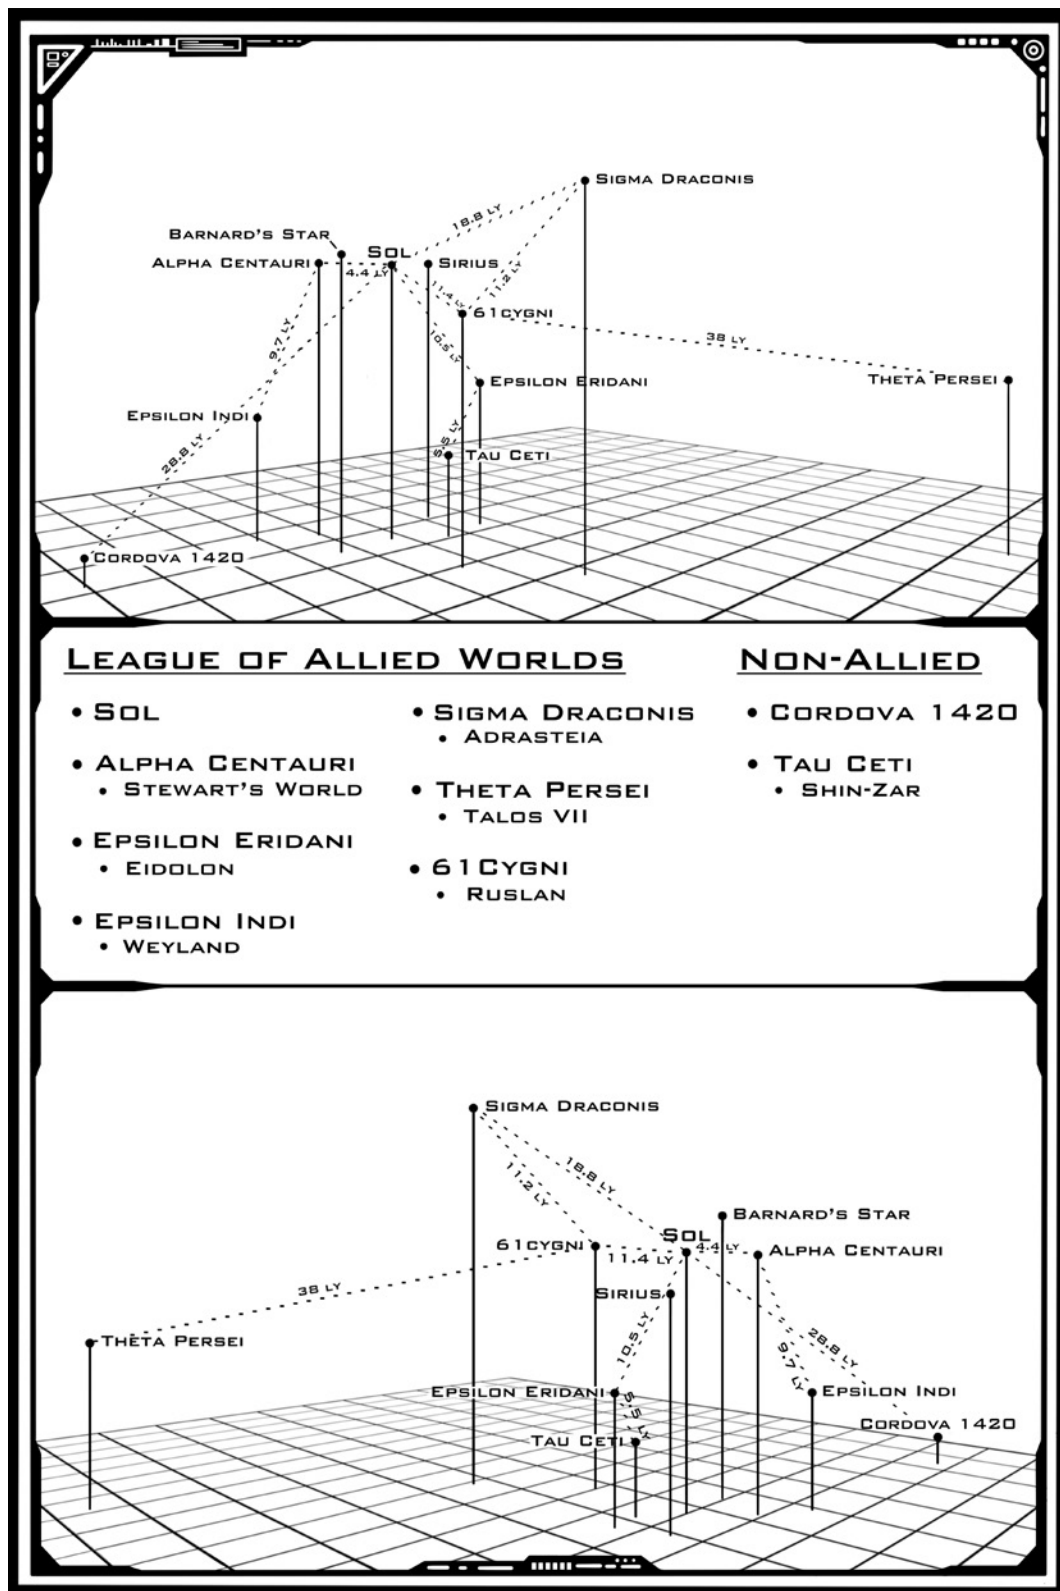 SIGMA DRACONIS
18.8 LY
BARNARD'S STAR
SOL
ALPHA CENTAURI
4.4 LY
SIRIUS
11.2 LY
11.4 LY
61CYGNI
9.7 LY
10.5 LY
38 LY
EPSILON ERIDANI
THETA PERSEI
EPSILON INDI
28.8 LY
5.5 LY
TAU CETI
CORDOVA 1420
LEAGUE OF ALLIED WORLDS
• SOL
• ALPHA CENTAURI
• STEWART'S WORLD
• EPSILON ERIDANI
• EIDOLON
• EPSILON INDI
• WEYLAND
• SIGMA DRACONIS
• ADRASTEIA
• THETA PERSEI
• TALOS VII
• 61CYGNI
• RUSLAN
NON-ALLIED
• CORDOVA 1420
• TAU CETI
• SHIN-ZAR
SIGMA DRACONIS
18.8 LY
11.2 LY
BARNARD'S STAR
SOL
61CYGNI
11.4 LY
4.4 LY
ALPHA CENTAURI
38 LY
SIRIUS
THETA PERSEI
10.5 LY
28.8 LY
9.7 LY
EPSILON ERIDANI
5.5 LY
EPSILON INDI
CORDOVA 1420
TAU CETI